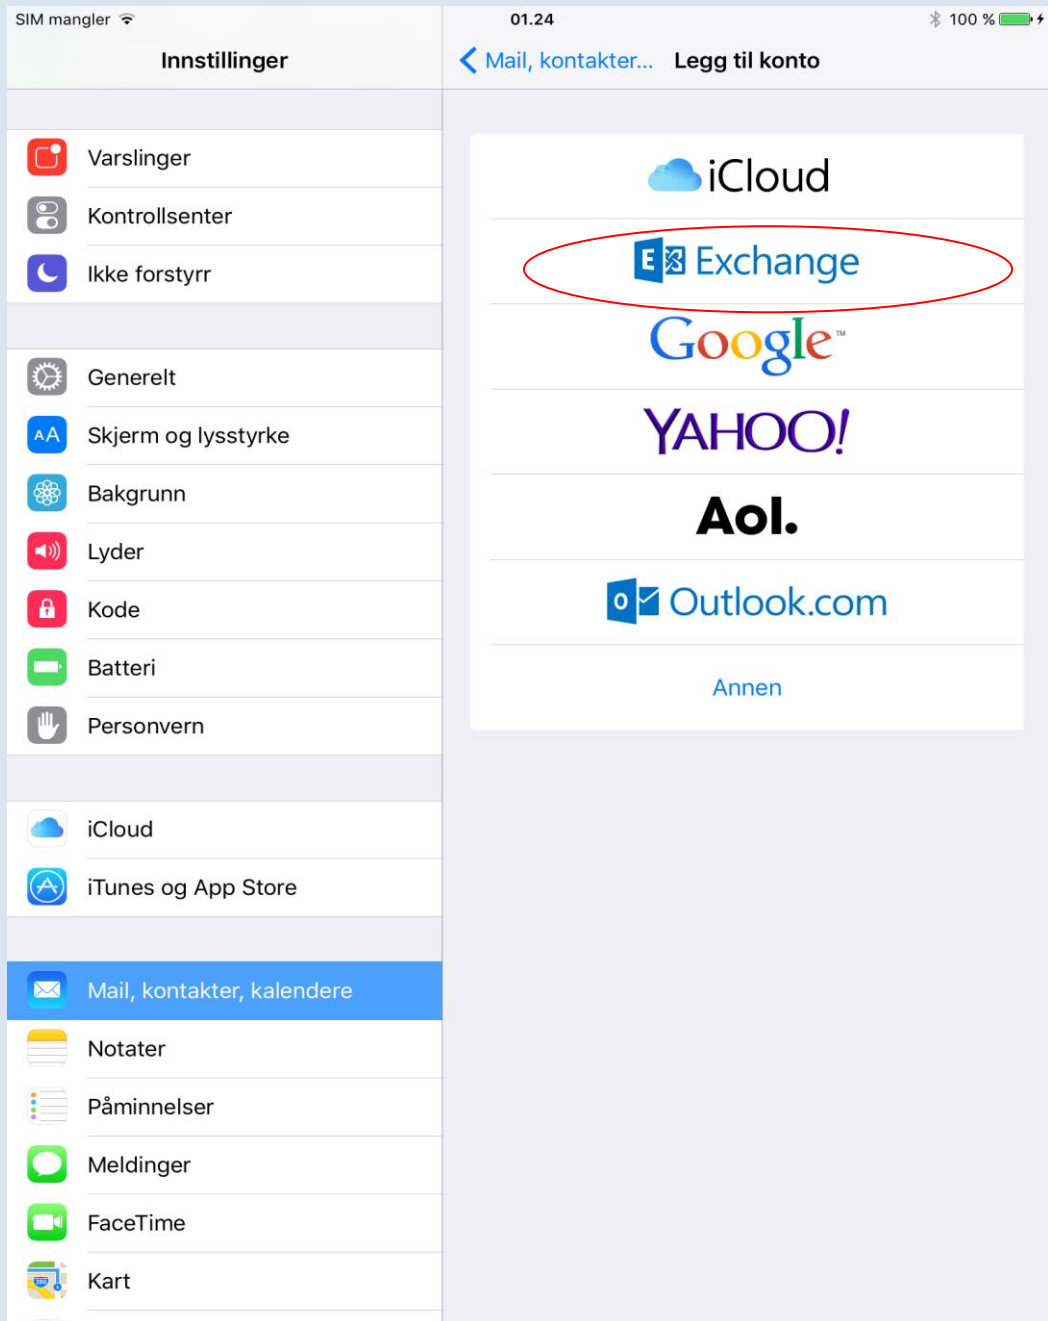 SIM mangler
01.24
100 %
Innstillinger
Mail, kontakter...
Legg til konto
Varslinger
Kontrollsenter
Ikke forstyrr
Generelt
AA
Skjerm og lysstyrke
Bakgrunn
Lyder
Kode
Batteri
Personvern
iCloud
iTunes og App Store
Mail, kontakter, kalendere
Notater
Påminnelser
Meldinger
FaceTime
Kart
iCloud
E Exchange
Google™
YAHOO!
Aol.
o Outlook.com
Annen